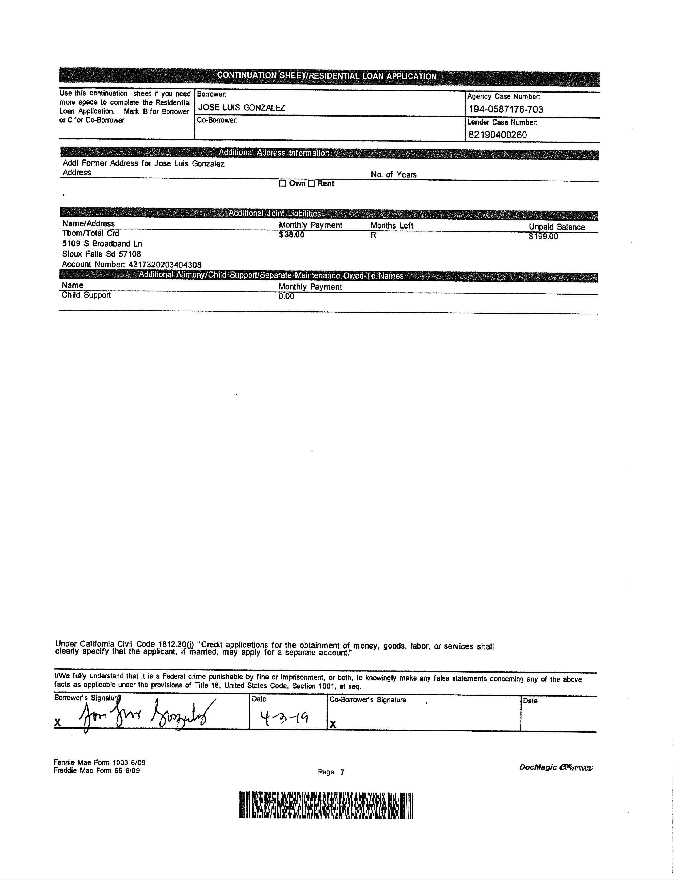 CONTINUATION SHEET/RESIDENTIAL LOAN APPLICATION
Use this continuation sheet if you need
more space to complete the Residential
Loan Application. Mark B for Borrower
or C for Co-Borrower
Borrower:
JOSE LUIS GONZALEZ
Co-Borrower:
Agency Case Number:
194-0587176-703
Lender Case Number:
82190400260
Additional Address Information
Addl Former Address for Jose Luis Gonzalez
Address No. of Years
Own Rent
Additional Joint Liabilities
Name/Address Monthly Payment Months Left Unpaid Balance
Tbom/Total Crd $38.00 R $199.00
5109 S Broadband Ln
Sioux Falls Sd 57108
Account Number: 4217320203404308
Additional Alimony/Child Support/Separate Maintenance Owed To Names
Name Monthly Payment
Child Support 0.00
Under California Civil Code 1812.30(j) "Credit applications for the obtainment of money, goods, labor, or services shall
clearly specify that the applicant, if married, may apply for a separate account."
I/We fully understand that it is a Federal crime punishable by fine or imprisonment, or both, to knowingly make any false statements concerning any of the above
facts as applicable under the provisions of Title 18, United States Code, Section 1001, et seq.
Borrower's Signature Date Co-Borrower's Signature Date
X 4-3-19 X
Fannie Mae Form 1003 6/09
Freddie Mac Form 65 6/09
Page 7
DocMagic